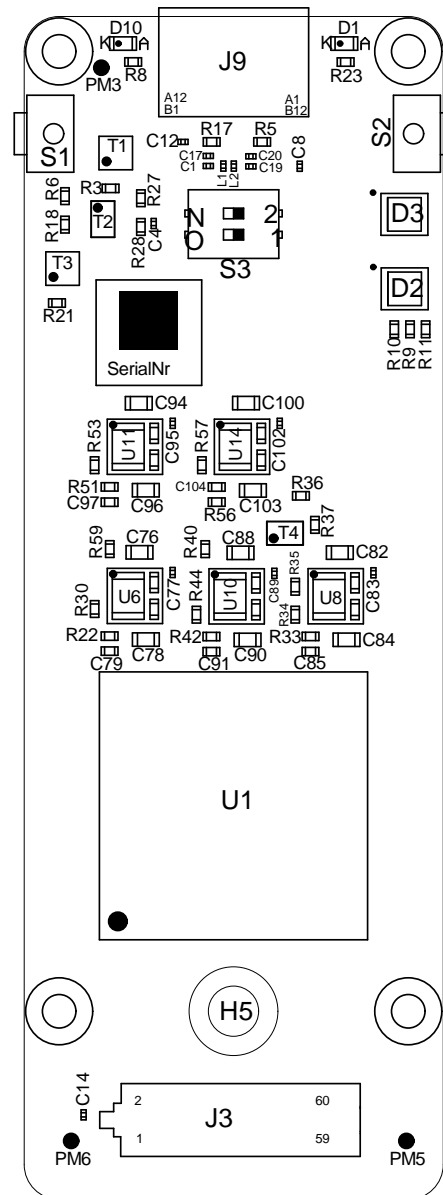 D10
K A
D1
K A
J9
R8
R23
PM3
A12
B1
A1
B12
S1
S2
T1
C12
R17
R5
C17
C20
C1
C19
L1
L2
C8
R6
R3
R27
T2
R18
R28
C4
N 2
O 1
S3
D3
T3
D2
R21
R10
R9
R11
SerialNr
C94
C100
R53
U11
C95
R57
U14
C102
R51
C97
C96
C104
R56
C103
R36
R37
T4
R59
C76
R40
C88
R35
C82
R30
U6
C77
R44
U10
C89
R34
U8
C83
R22
C79
C78
R42
C91
C90
R33
C85
C84
U1
H5
C14
2 60
J3
1 59
PM6
PM5